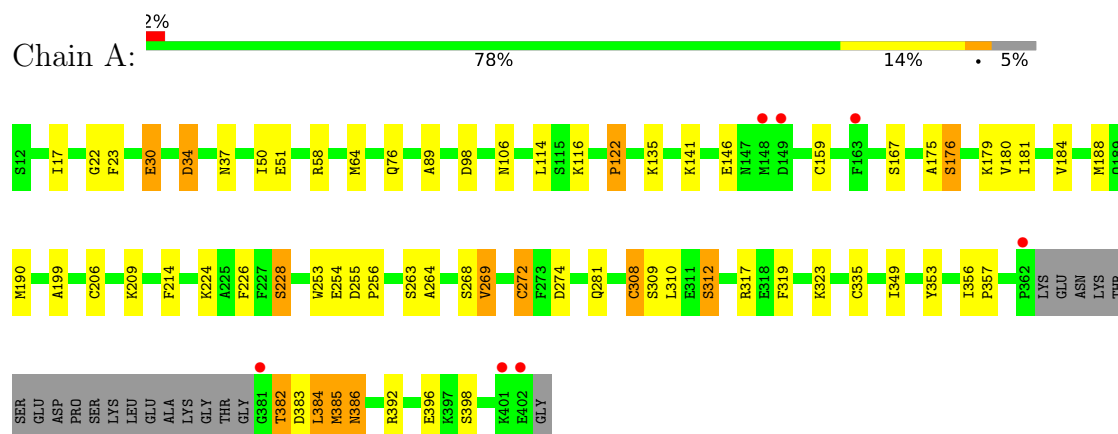 2%
Chain A:
78% 14% • 5%
S12 I17 G22 F23 E30 D34 N37 I50 E51 R58 M64 Q76 A89 D98 N106 L114 S115 K116 P122 K135 K141 E146 N147 M148 D149 C159 F163 S167 A175 S176 K179 V180 I181 V184 M188 Q189
M190 A199 C206 K209 F214 K224 A225 F226 F227 S228 W253 E254 D255 P256 S263 A264 S268 V269 C272 F273 D274 Q281 C308 S309 L310 E311 S312 R317 E318 F319 K323 C335 I349 Y353 I356 P357 P362 LYS GLU ASN LYS THR
SER GLU ASP PRO SER LYS LEU GLU ALA LYS GLY THR GLY G381 T382 D383 L384 M385 N386 R392 E396 K397 S398 K401 E402 GLY